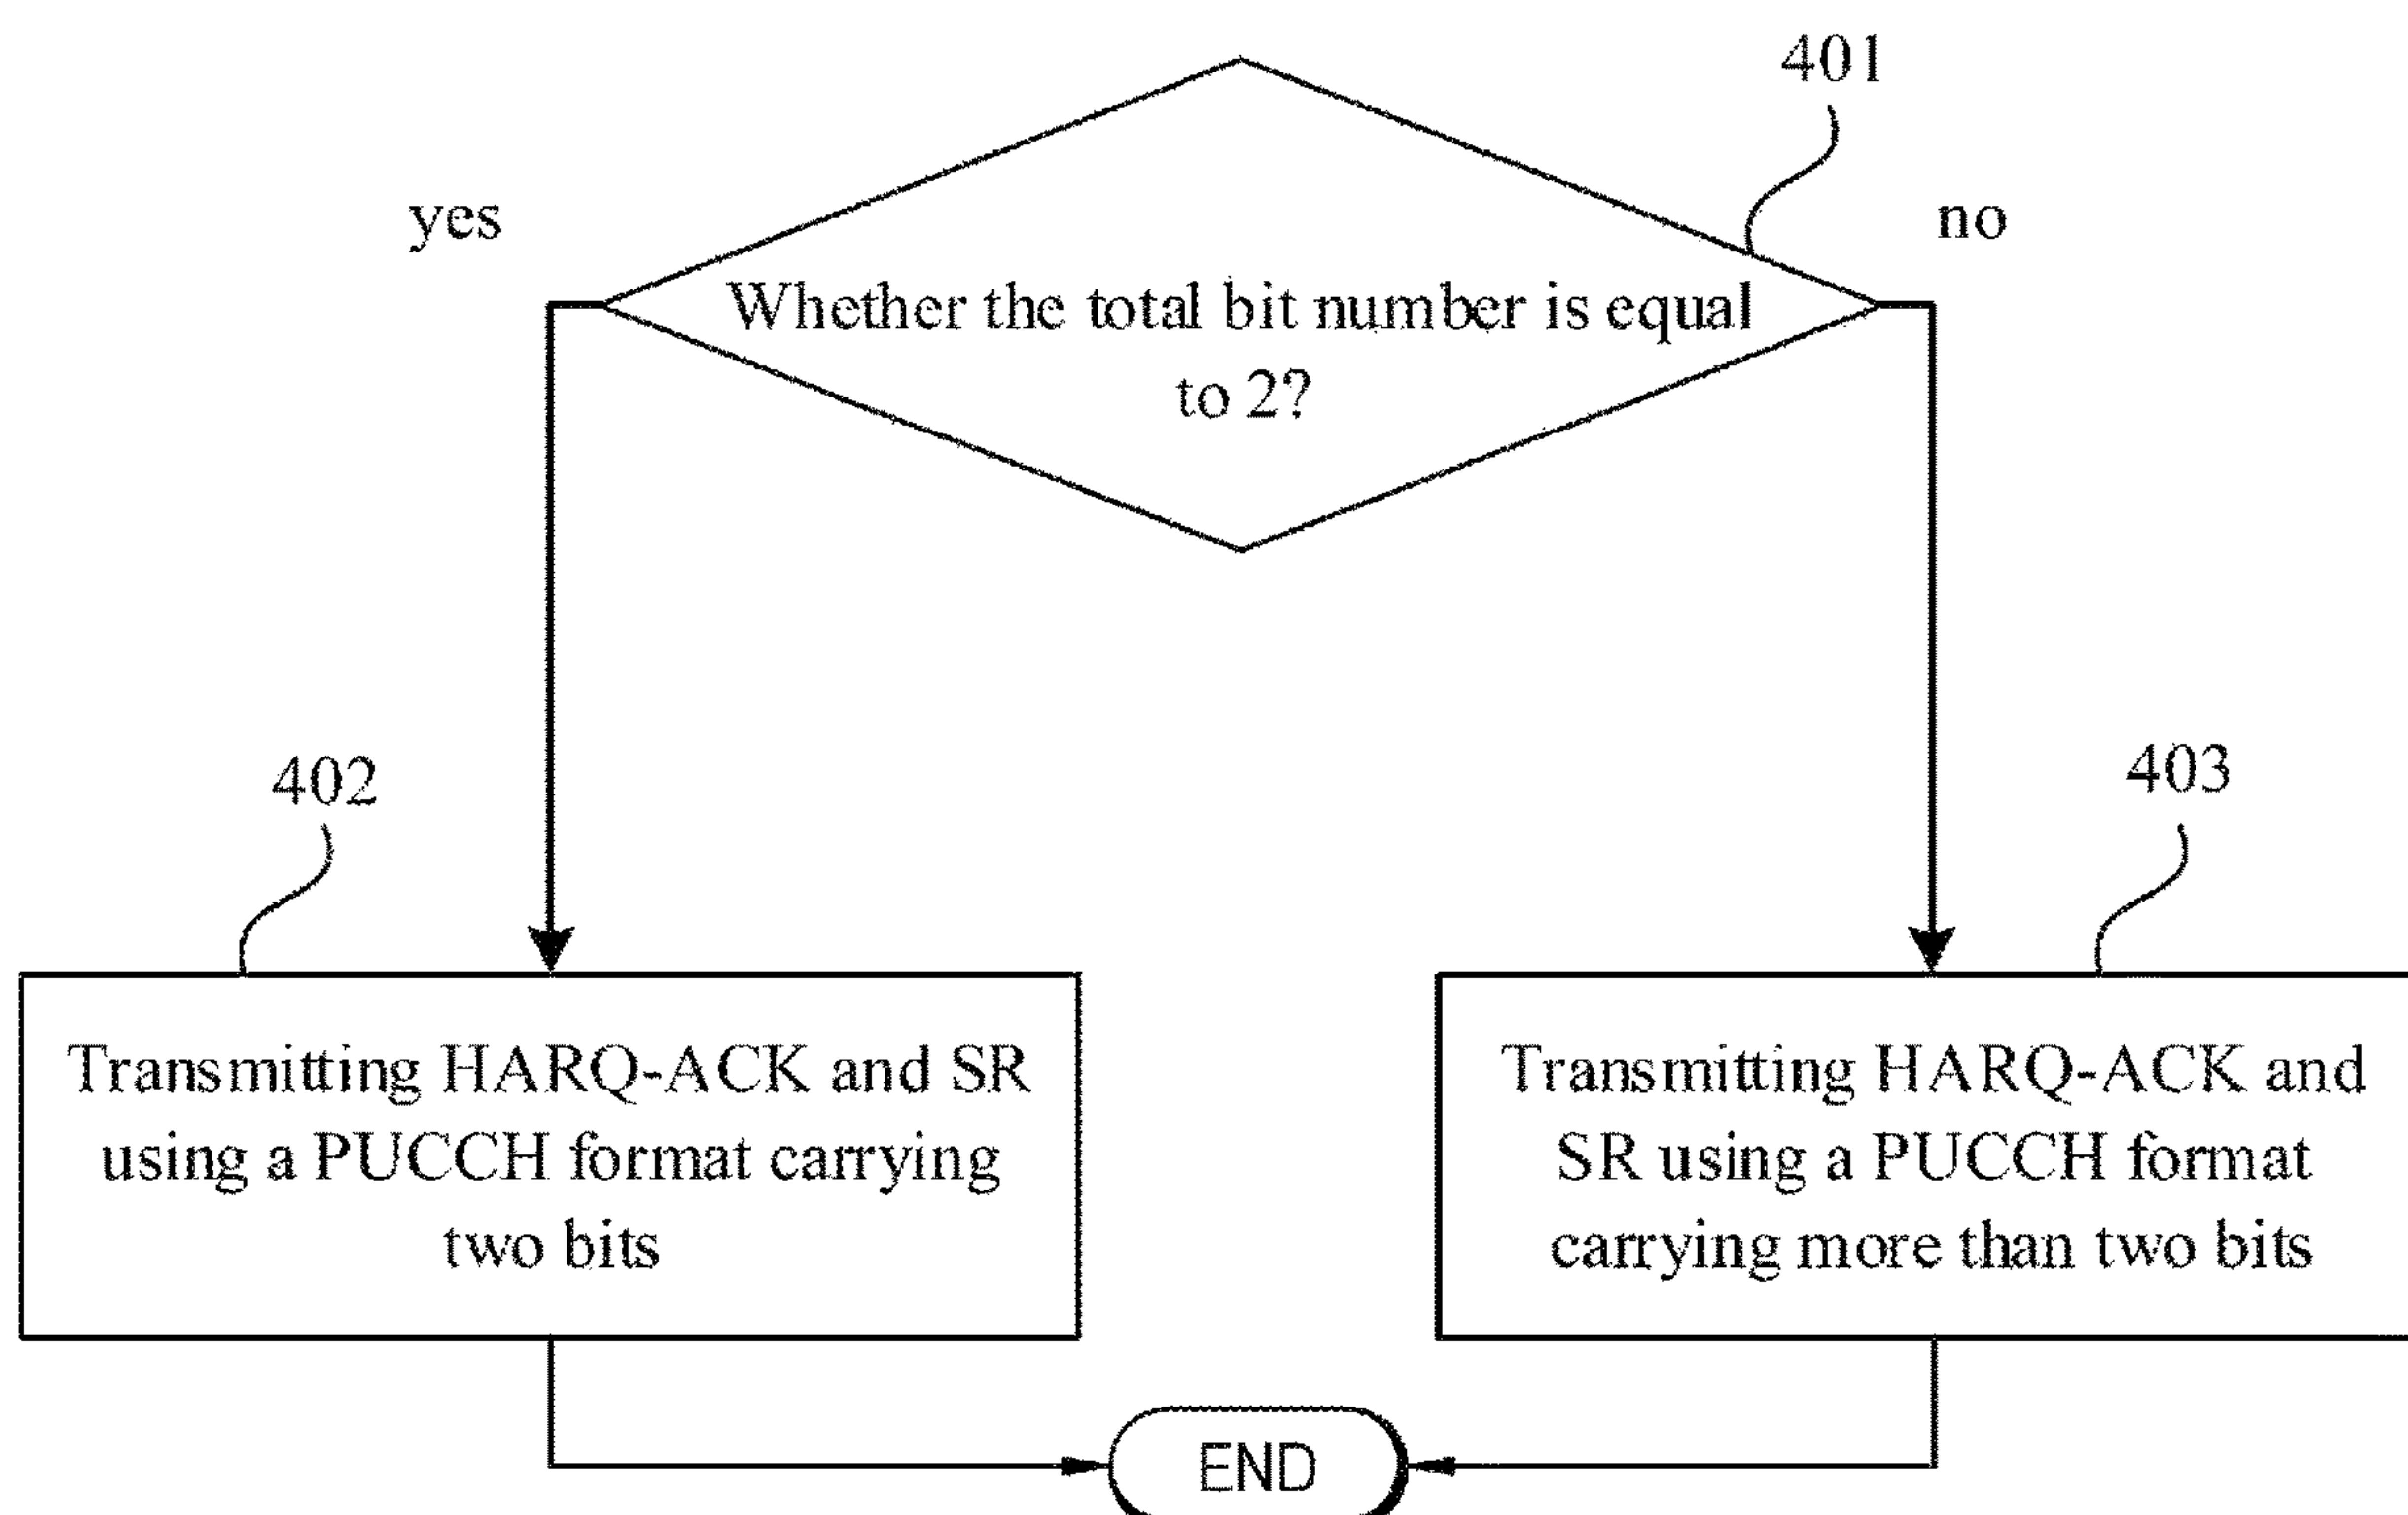 401
yes
no
Whether the total bit number is equal
to 2?
402
403
Transmitting HARQ-ACK and SR
using a PUCCH format carrying
two bits
Transmitting HARQ-ACK and
SR using a PUCCH format
carrying more than two bits
END